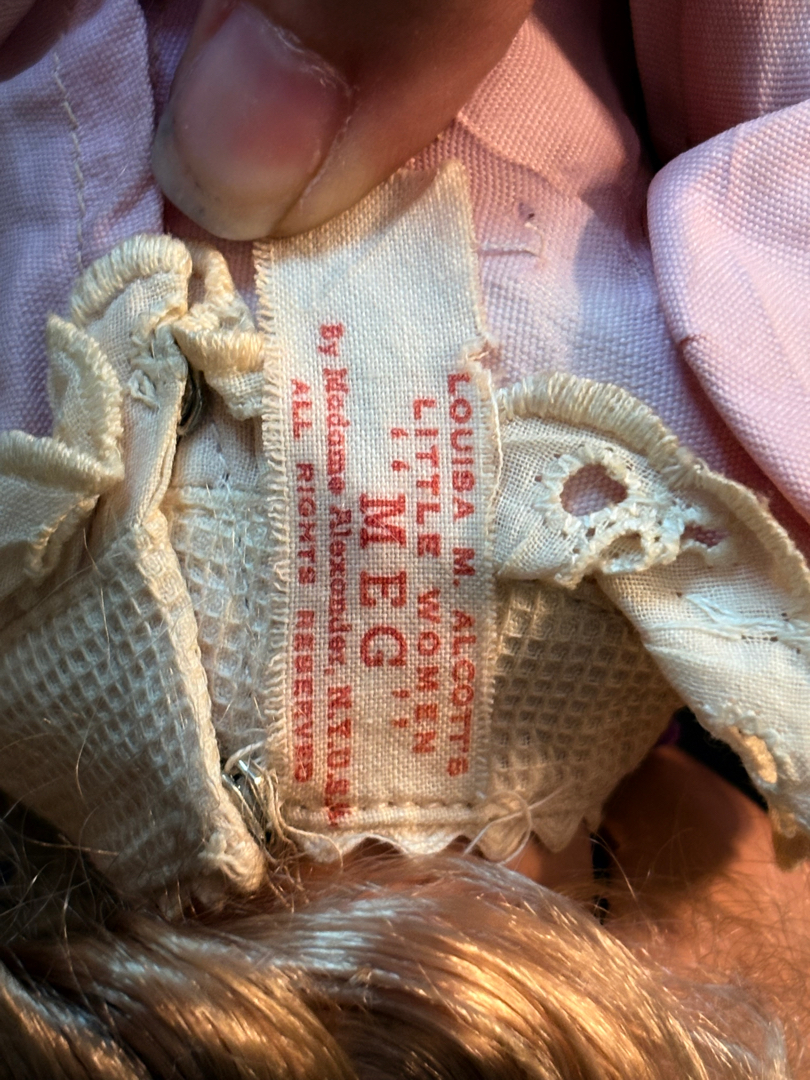 LOUISA M. ALCOTT'S
LITTLE WOMEN
,, MEG ,,
By Madame Alexander, N.Y.U.S.A.
ALL RIGHTS RESERVED